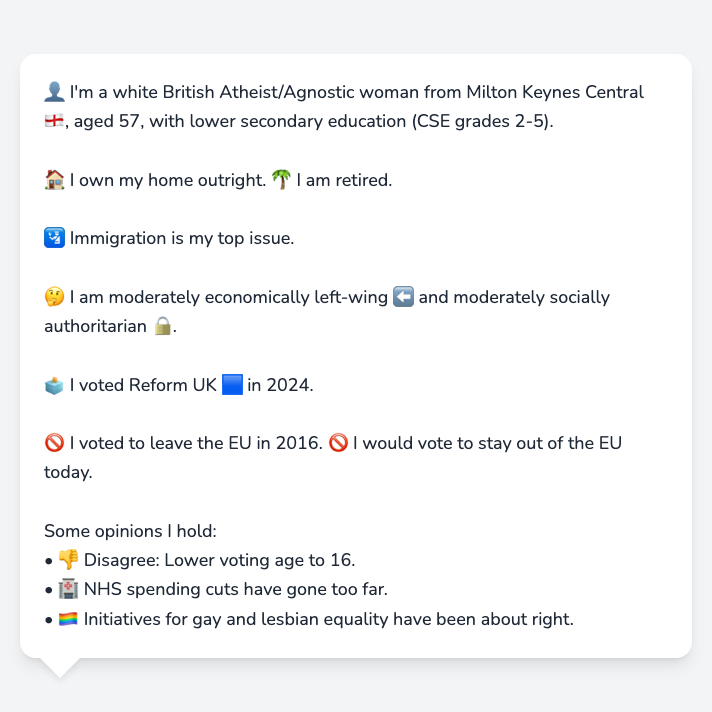 👤 I'm a white British Atheist/Agnostic woman from Milton Keynes Central
🏴󠁧󠁢󠁥󠁮󠁧󠁿, aged 57, with lower secondary education (CSE grades 2-5).
🏠 I own my home outright. 🌴 I am retired.
🛂 Immigration is my top issue.
🤔 I am moderately economically left-wing ⬅️ and moderately socially
authoritarian 🔒.
🗳️ I voted Reform UK 🟦 in 2024.
🚫 I voted to leave the EU in 2016. 🚫 I would vote to stay out of the EU
today.
Some opinions I hold:
• 👎 Disagree: Lower voting age to 16.
• 🏥 NHS spending cuts have gone too far.
• 🏳️‍🌈 Initiatives for gay and lesbian equality have been about right.